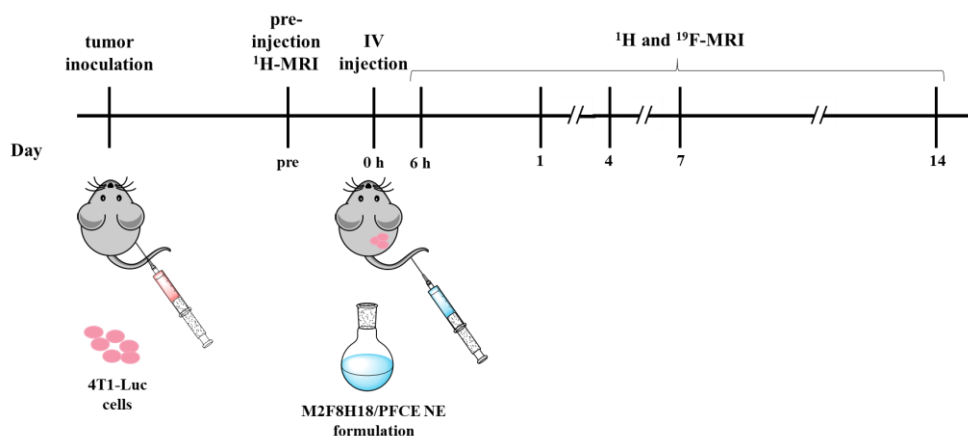 tumor
inoculation
pre-
injection
¹H-MRI
IV
injection
¹H and ¹⁹F-MRI
Day
pre
0 h
6 h
1
4
7
14
4T1-Luc
cells
M2F8H18/PFCE NE
formulation